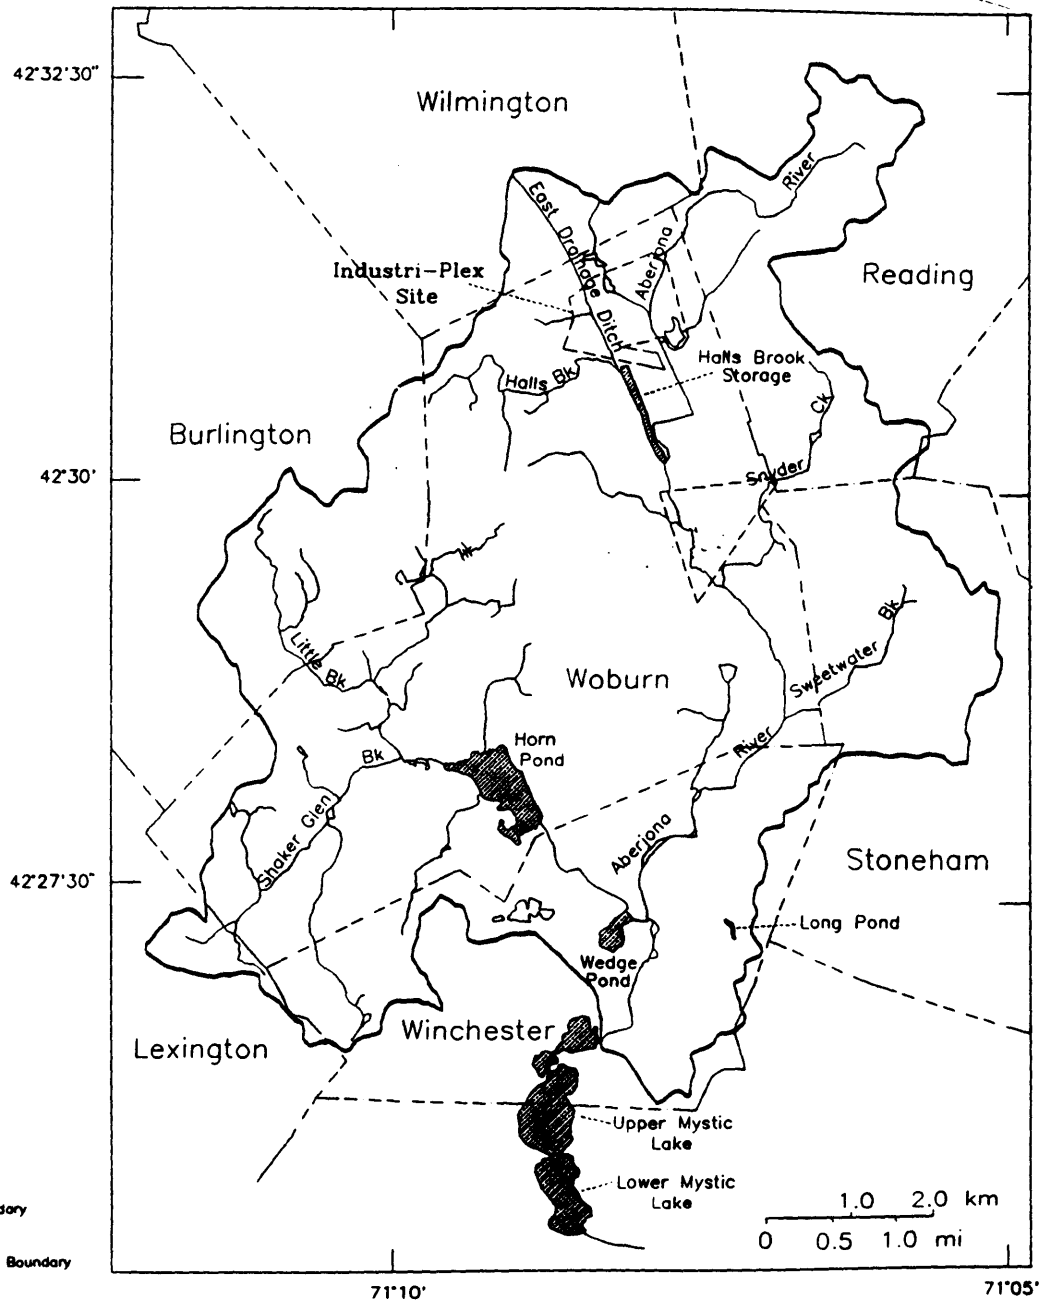 42°32'30"
Wilmington
River
East Drainage Ditch
Aberjona
Reading
Industri-Plex
Site
Halls Brook
Storage
Halls Bk
Ck
Burlington
42°30'
Snyder
Bk
Little Bk
Woburn
Sweetwater
River
Horn
Pond
Bk
Shaker Glen
Aberjona
Stoneham
42°27'30"
Long Pond
Wedge
Pond
Winchester
Lexington
Upper Mystic
Lake
Lower Mystic
Lake
1.0 2.0 km
0 0.5 1.0 mi
Boundary
71°10'
71°05'